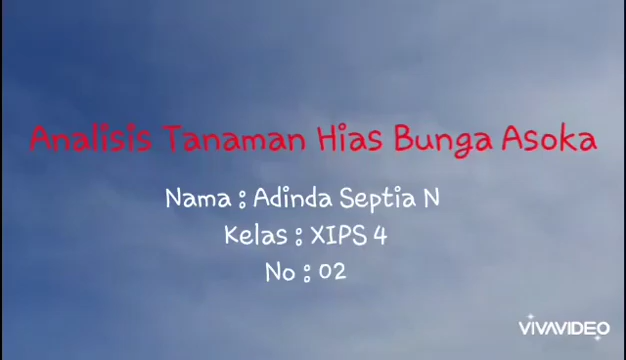 Analisis Tanaman Hias Bunga Asoka
Nama : Adinda Septia N
Kelas : XIPS 4
No : 02
VIVAVIDEO